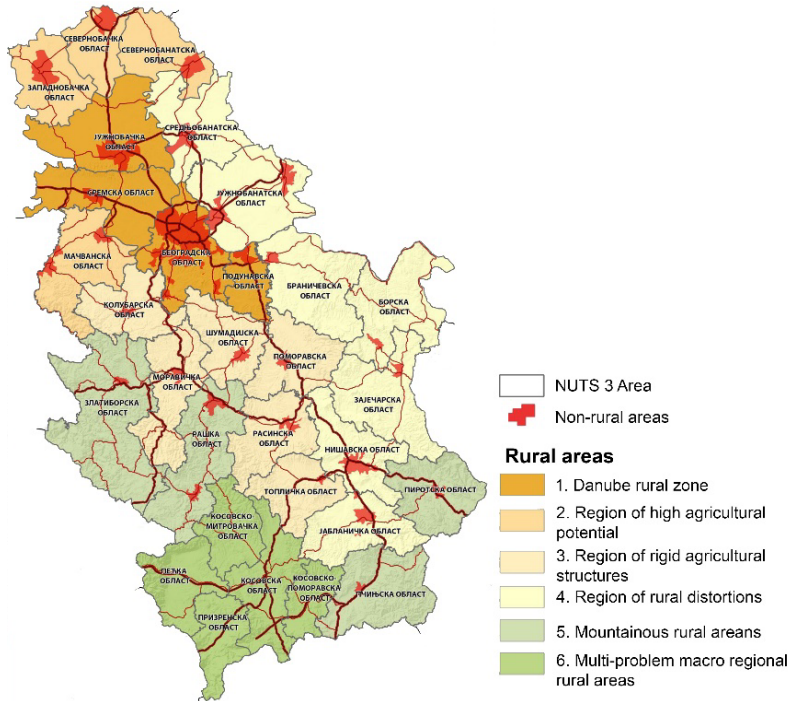 СЕВЕРНОБАЧКА
ОБЛАСТ
СЕВЕРНОБАНАТСКА
ОБЛАСТ
ЗАПАДНОБАЧКА
ОБЛАСТ
ЈУЖНОБАЧКА
ОБЛАСТ
СРЕДЊОБАНАТСКА
ОБЛАСТ
СРЕМСКА ОБЛАСТ
ЈУЖНОБАНАТСКА
ОБЛАСТ
МАЧВАНСКА
ОБЛАСТ
БЕОГРАДСКА
ОБЛАСТ
ПОДУНАВСКА
ОБЛАСТ
БРАНИЧЕВСКА
ОБЛАСТ
БОРСКА
ОБЛАСТ
КОЛУБАРСКА
ОБЛАСТ
ШУМАДИЈСКА
ОБЛАСТ
ПОМОРАВСКА
ОБЛАСТ
МОРАВИЧКА
ОБЛАСТ
ЗЛАТИБОРСКА
ОБЛАСТ
ЗАЈЕЧАРСКА
ОБЛАСТ
РАШКА
ОБЛАСТ
РАСИНСКА
ОБЛАСТ
НИШАВСКА ОБЛАСТ
ТОПЛИЧКА ОБЛАСТ
ПИРОТСКА ОБЛАСТ
КОСОВСКО
МИТРОВАЧКА
ОБЛАСТ
ЈАБЛАНИЧКА ОБЛАСТ
ПЕЋКА
ОБЛАСТ
КОСОВСКА
ОБЛАСТ
КОСОВСКО
ПОМОРАВСКА
ОБЛАСТ
ПЧИЊСКА ОБЛАСТ
ПРИЗРЕНСКА
ОБЛАСТ
NUTS 3 Area
Non-rural areas
Rural areas
1. Danube rural zone
2. Region of high agricultural
potential
3. Region of rigid agricultural
structures
4. Region of rural distortions
5. Mountainous rural areans
6. Multi-problem macro regional
rural areas